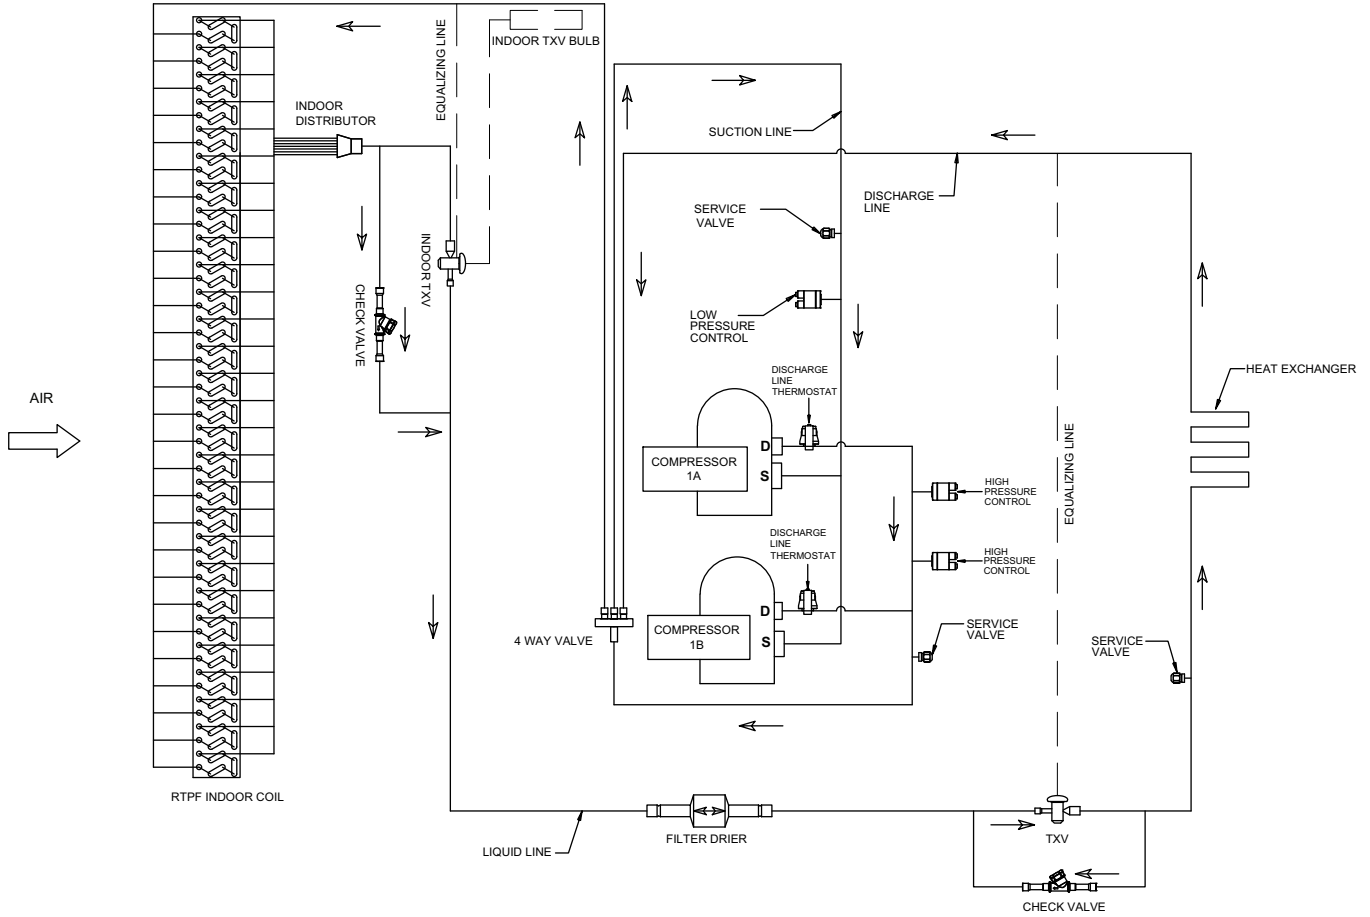 INDOOR TXV BULB
EQUALIZING LINE
INDOOR
DISTRIBUTOR
SUCTION LINE
DISCHARGE
LINE
SERVICE
VALVE
INDOOR TXV
CHECK VALVE
LOW
PRESSURE
CONTROL
HEAT EXCHANGER
DISCHARGE
LINE
THERMOSTAT
AIR
D
COMPRESSOR
1A
S
EQUALIZING LINE
HIGH
PRESSURE
CONTROL
DISCHARGE
LINE
THERMOSTAT
HIGH
PRESSURE
CONTROL
D
COMPRESSOR
1B
S
4 WAY VALVE
SERVICE
VALVE
SERVICE
VALVE
RTPF INDOOR COIL
FILTER DRIER
TXV
LIQUID LINE
CHECK VALVE